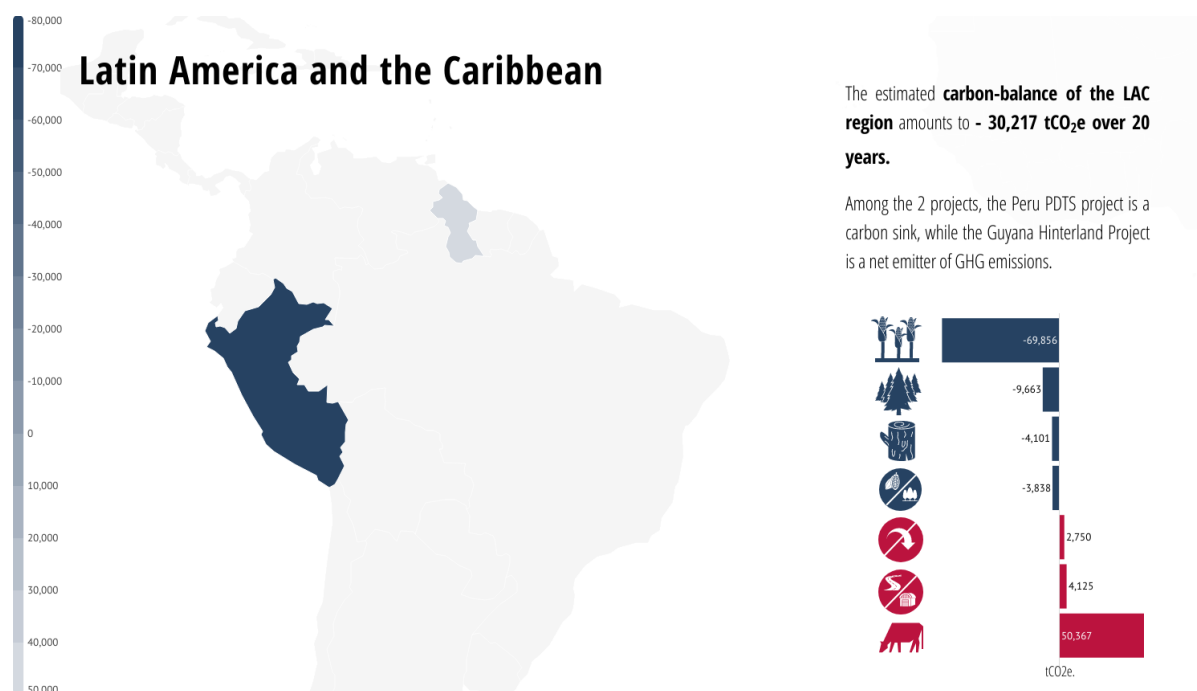 -80,000
-70,000
-60,000
-50,000
-40,000
-30,000
-20,000
-10,000
0
10,000
20,000
30,000
40,000
50,000
Latin America and the Caribbean
The estimated carbon-balance of the LAC
region amounts to - 30,217 tCO₂e over 20
years.
Among the 2 projects, the Peru PDTS project is a
carbon sink, while the Guyana Hinterland Project
is a net emitter of GHG emissions.
-69,856
-9,663
-4,101
-3,838
2,750
4,125
50,367
tCO2e.